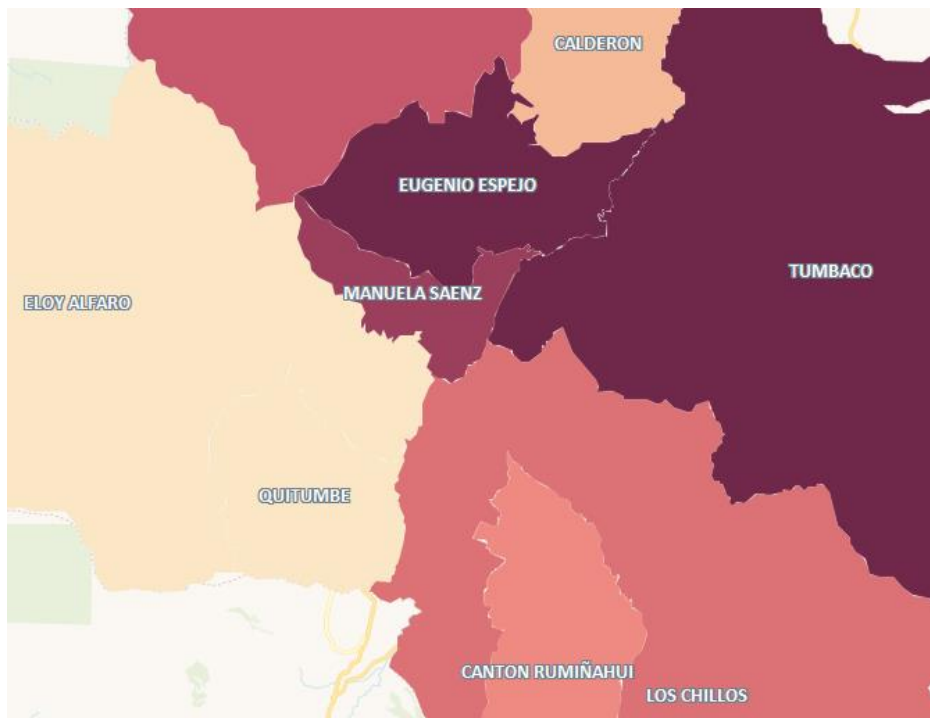 CALDERON
EUGENIO ESPEJO
TUMBACO
MANUELA SAENZ
ELOY ALFARO
QUITUMBE
CANTON RUMIÑAHUI
LOS CHILLOS